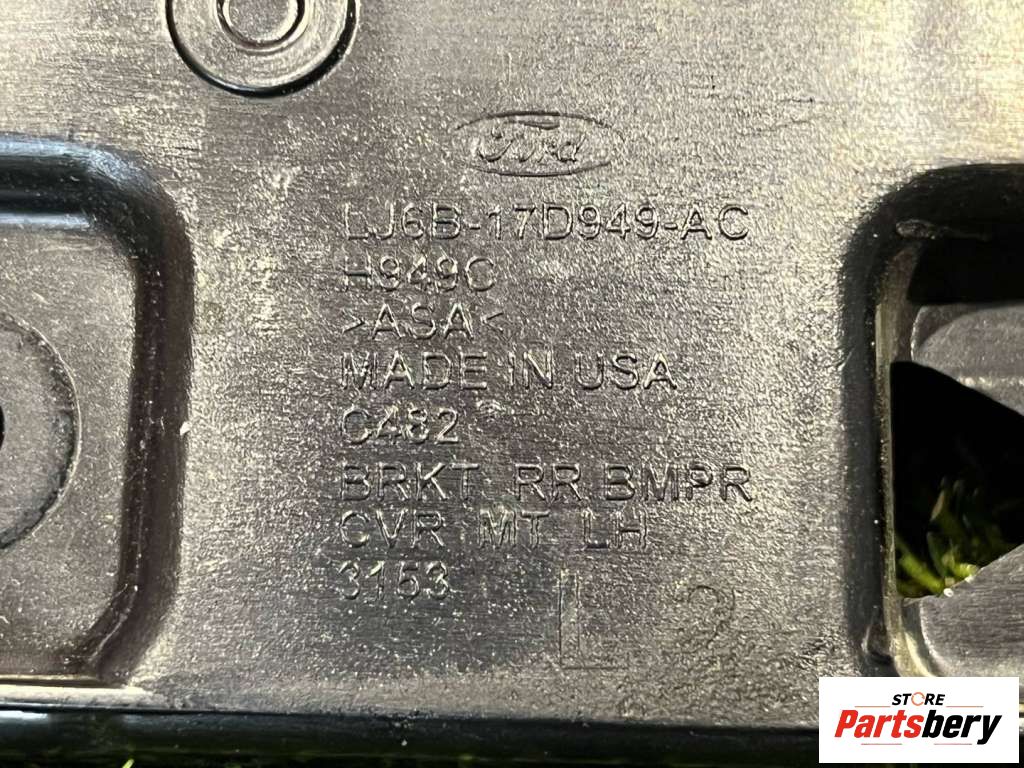 Ford
LJ6B-17D949-AC
H949C
>ASA<
MADE IN USA
C482
BRKT RR BMPR
CVR MT LH
3153
L 2
STORE
Partsbery